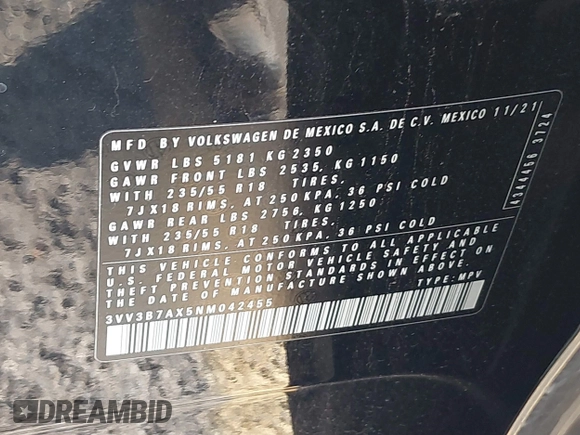 MFD BY VOLKSWAGEN DE MEXICO S.A. DE C.V. MEXICO 11/21
GVWR LBS 5181 KG 2350
GAWR FRONT LBS 2535, KG 1150
WITH 235/55 R18 TIRES.
7JX18 RIMS, AT 250 KPA, 36 PSI COLD
GAWR REAR LBS 2756, KG 1250
WITH 235/55 R18 TIRES.
7JX18 RIMS, AT 250 KPA, 36 PSI COLD
THIS VEHICLE CONFORMS TO ALL APPLICABLE
U.S. FEDERAL MOTOR VEHICLE SAFETY AND
THEFT PREVENTION STANDARDS IN EFFECT ON
THE DATE OF MANUFACTURE SHOWN ABOVE.
3VV3B7AX5NM042455 TYPE: MPV
4344456 3724
DREAMBID